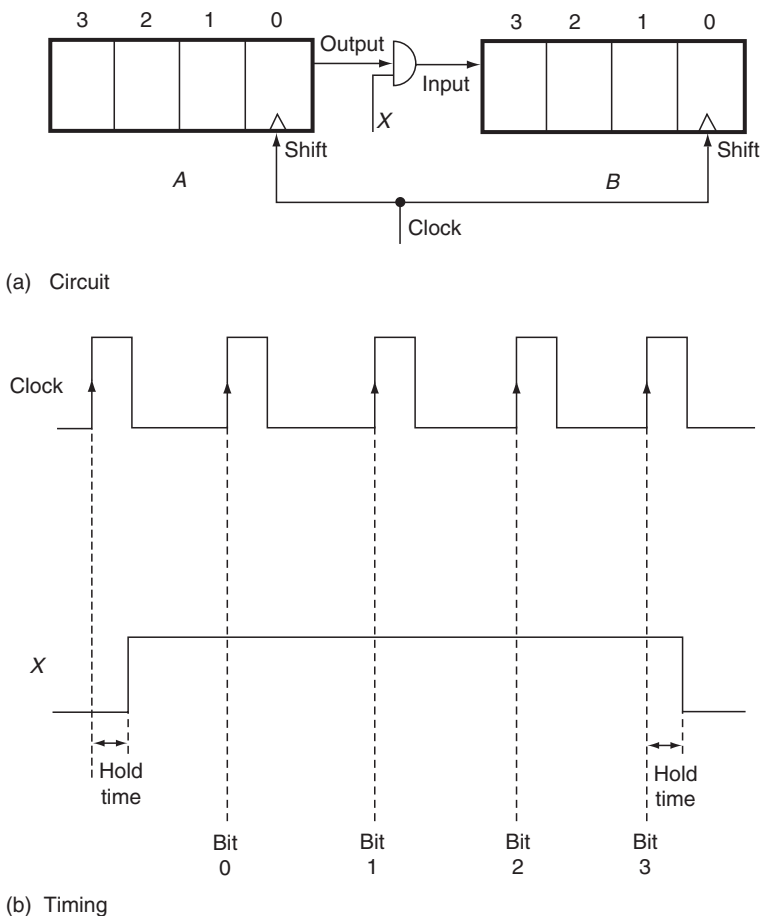 3 2 1 0
Output
3 2 1 0
Input
X
Shift
Shift
A
B
Clock
(a) Circuit
Clock
X
Hold
time
Hold
time
Bit
0
Bit
1
Bit
2
Bit
3
(b) Timing